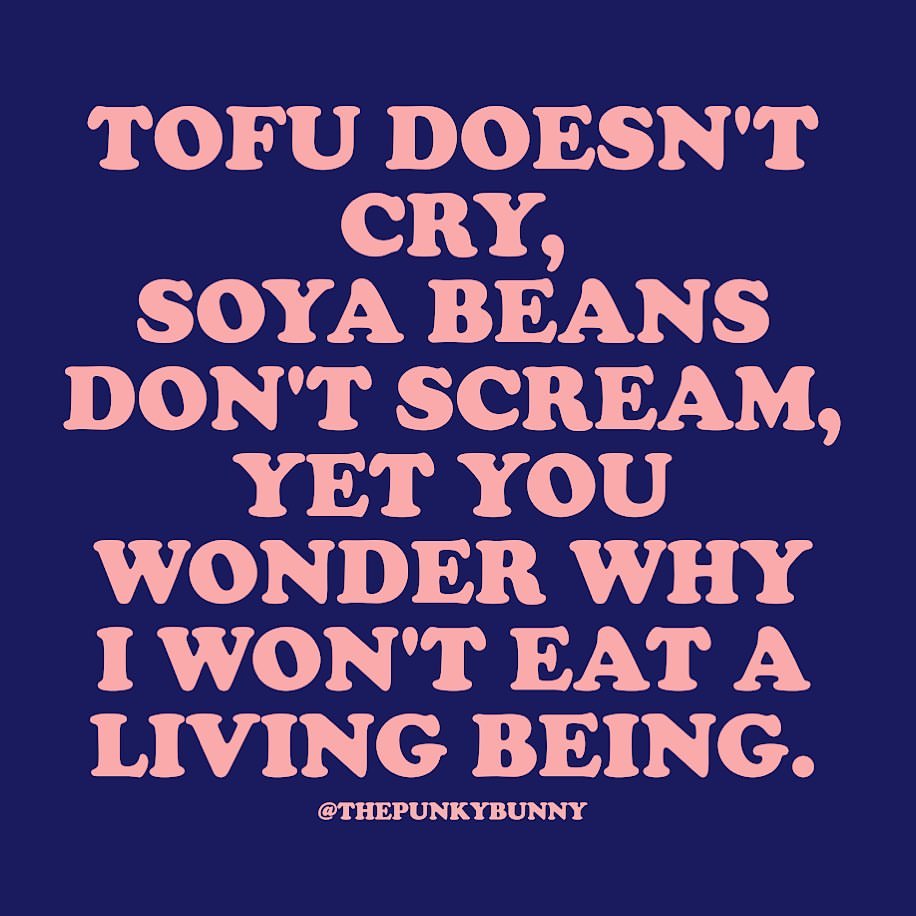 TOFU DOESN'T
CRY,
SOYA BEANS
DON'T SCREAM,
YET YOU
WONDER WHY
I WON'T EAT A
LIVING BEING.
@THEPUNKYBUNNY